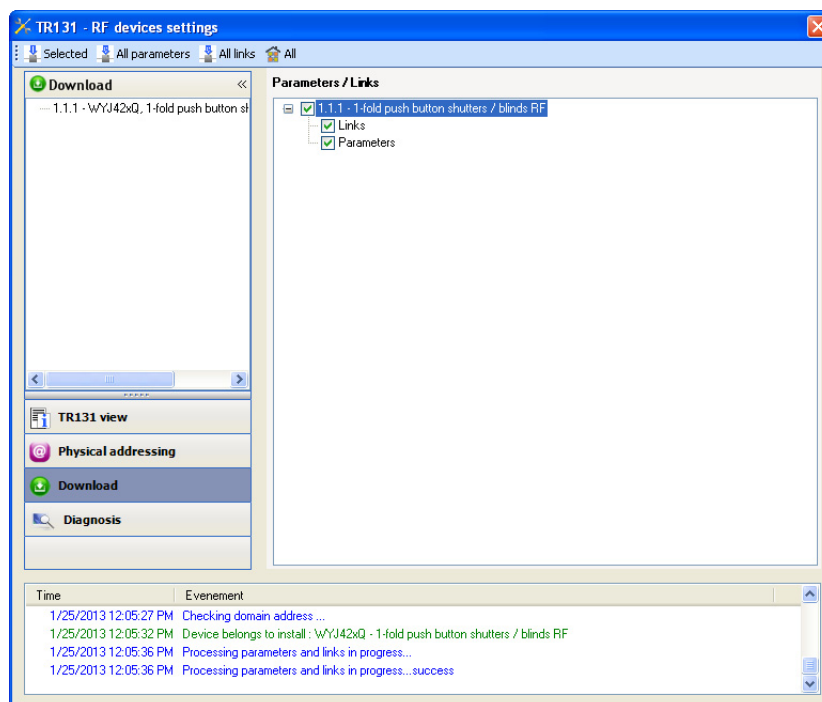 TR131 - RF devices settings
Selected All parameters All links All
Download «
1.1.1 - WYJ42xQ, 1-fold push button sh
Parameters / Links
1.1.1 - 1-fold push button shutters / blinds RF
Links
Parameters
TR131 view
Physical addressing
Download
Diagnosis
Time Evenement
1/25/2013 12:05:27 PM Checking domain address ...
1/25/2013 12:05:32 PM Device belongs to install : WYJ42xQ - 1-fold push button shutters / blinds RF
1/25/2013 12:05:36 PM Processing parameters and links in progress...
1/25/2013 12:05:36 PM Processing parameters and links in progress...success